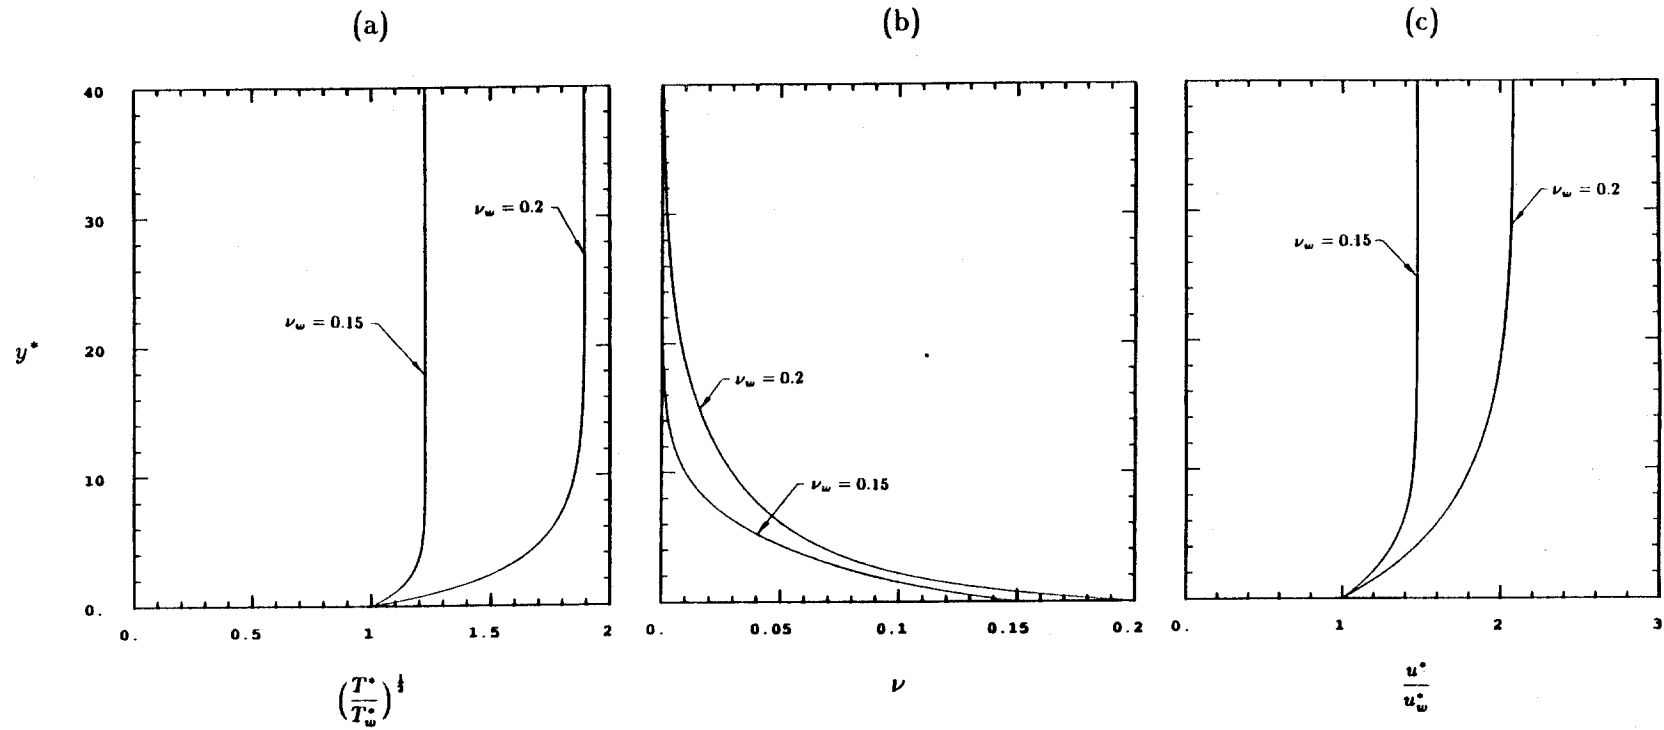 (a) (b) (c)
40
30
20
10
0.
y*
ν_w = 0.2
ν_w = 0.15
0. 0.5 1 1.5 2
(T*/T*_w)^½
ν_w = 0.2
ν_w = 0.15
0. 0.05 0.1 0.15 0.2
ν
ν_w = 0.2
ν_w = 0.15
0. 1 2 3
u*/u*_w